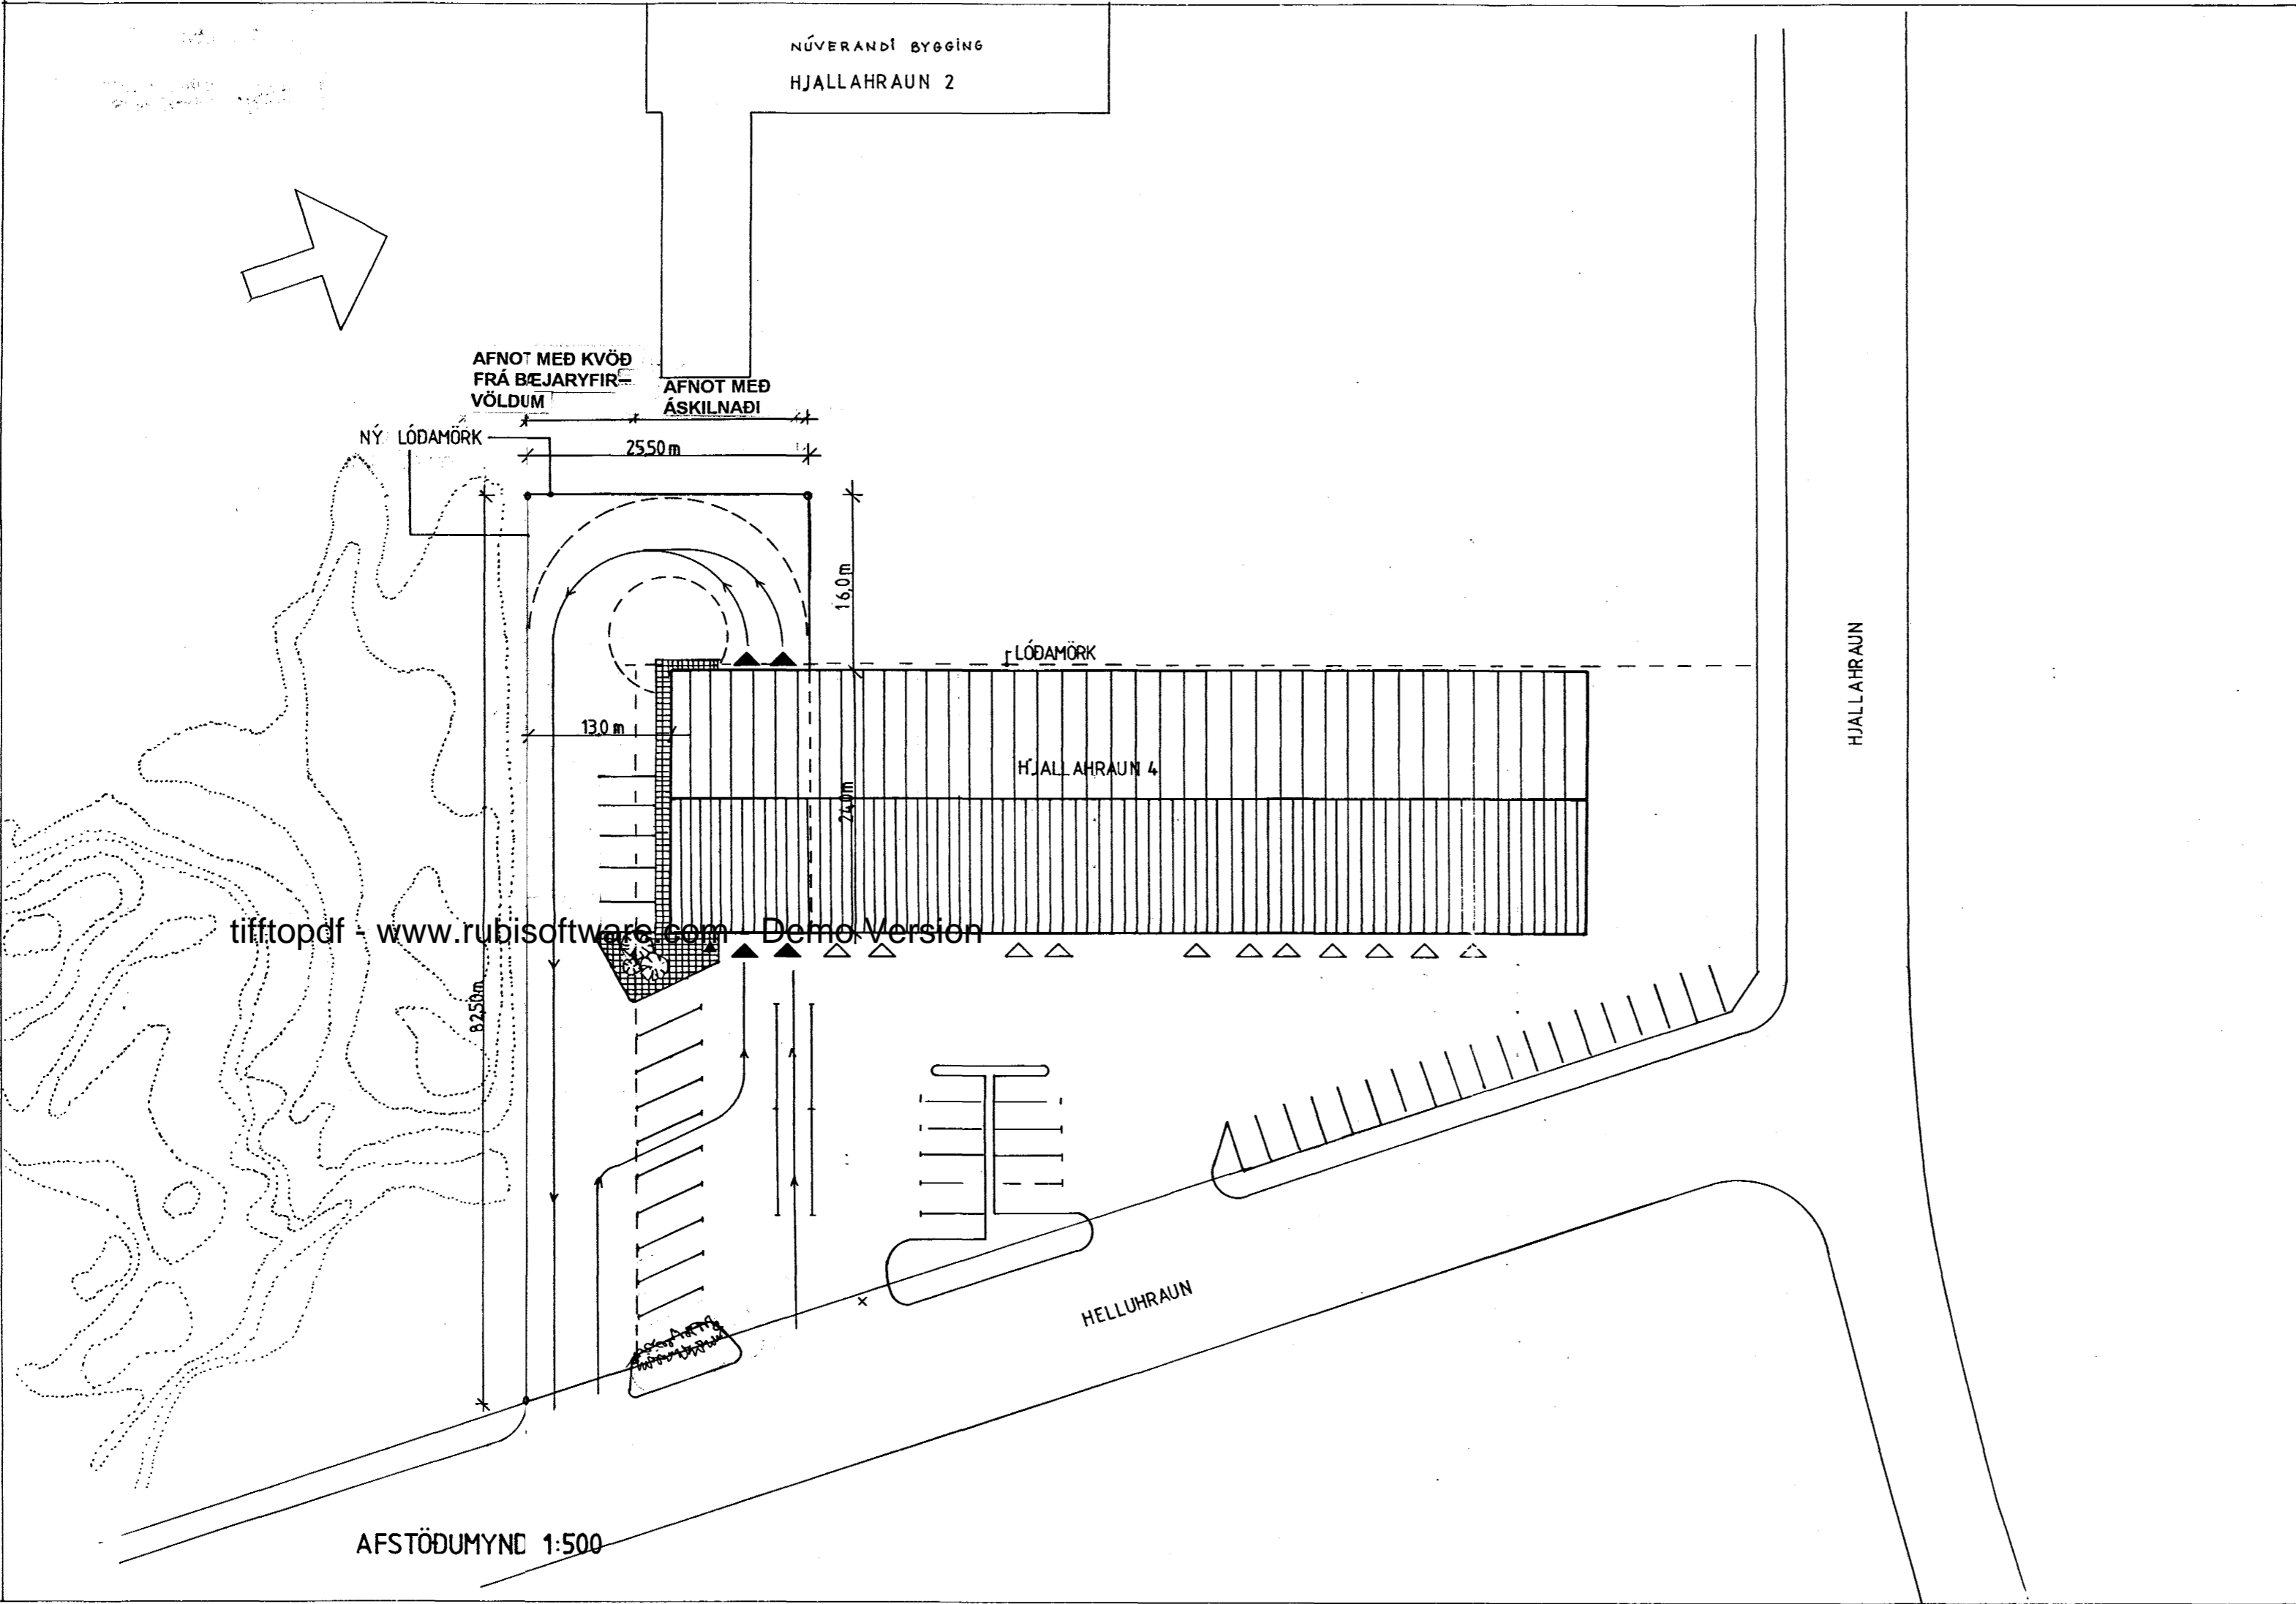 NÚVERANDI BYGGING
HJALLAHRAUN 2
AFNOT MEÐ KVÖÐ
FRÁ BÆJARYFIR-
VÖLDUM
AFNOT MEÐ
ÁSKILNAÐI
NÝ LÓÐAMÖRK
25,50 m
16,0 m
LÓÐAMÖRK
HJALLAHRAUN
13,0 m
HJALLAHRAUN 4
24,0 m
tifftopdf - www.rubisoftware.com - Demo Version
82,50 m
HELLUHRAUN
AFSTÖÐUMYND 1:500